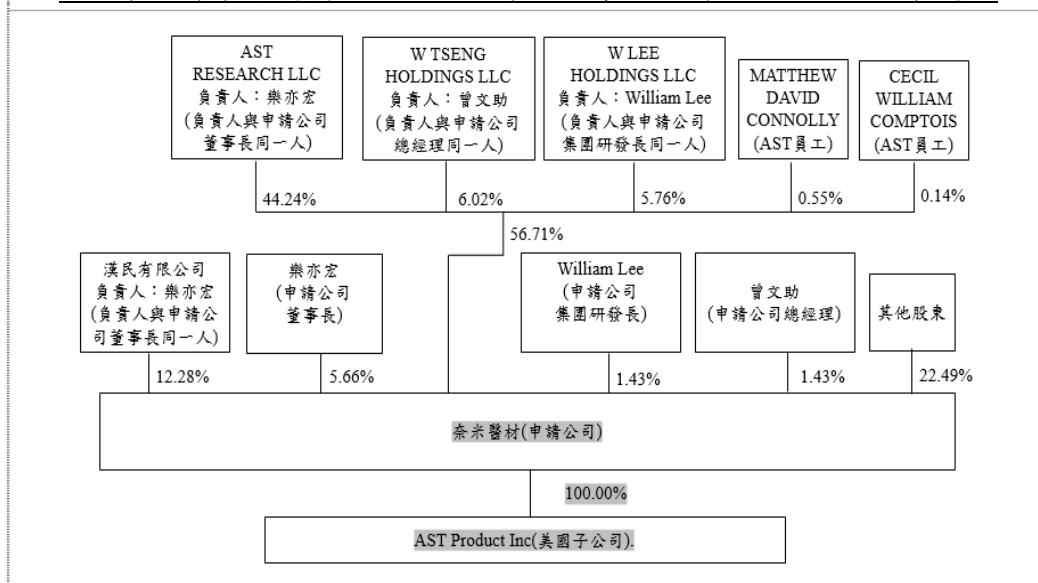 AST
RESEARCH LLC
負責人：樂亦宏
(負責人與申請公司
董事長同一人)
W TSENG
HOLDINGS LLC
負責人：曾文助
(負責人與申請公司
總經理同一人)
W LEE
HOLDINGS LLC
負責人：William Lee
(負責人與申請公司
集團研發長同一人)
MATTHEW
DAVID
CONNOLLY
(AST員工)
CECIL
WILLIAM
COMPTOIS
(AST員工)
44.24%
6.02%
5.76%
0.55%
0.14%
56.71%
漢民有限公司
負責人：樂亦宏
(負責人與申請公
司董事長同一人)
樂亦宏
(申請公司
董事長)
William Lee
(申請公司
集團研發長)
曾文助
(申請公司總經理)
其他股東
12.28%
5.66%
1.43%
1.43%
22.49%
奈米醫材(申請公司)
100.00%
AST Product Inc(美國子公司).